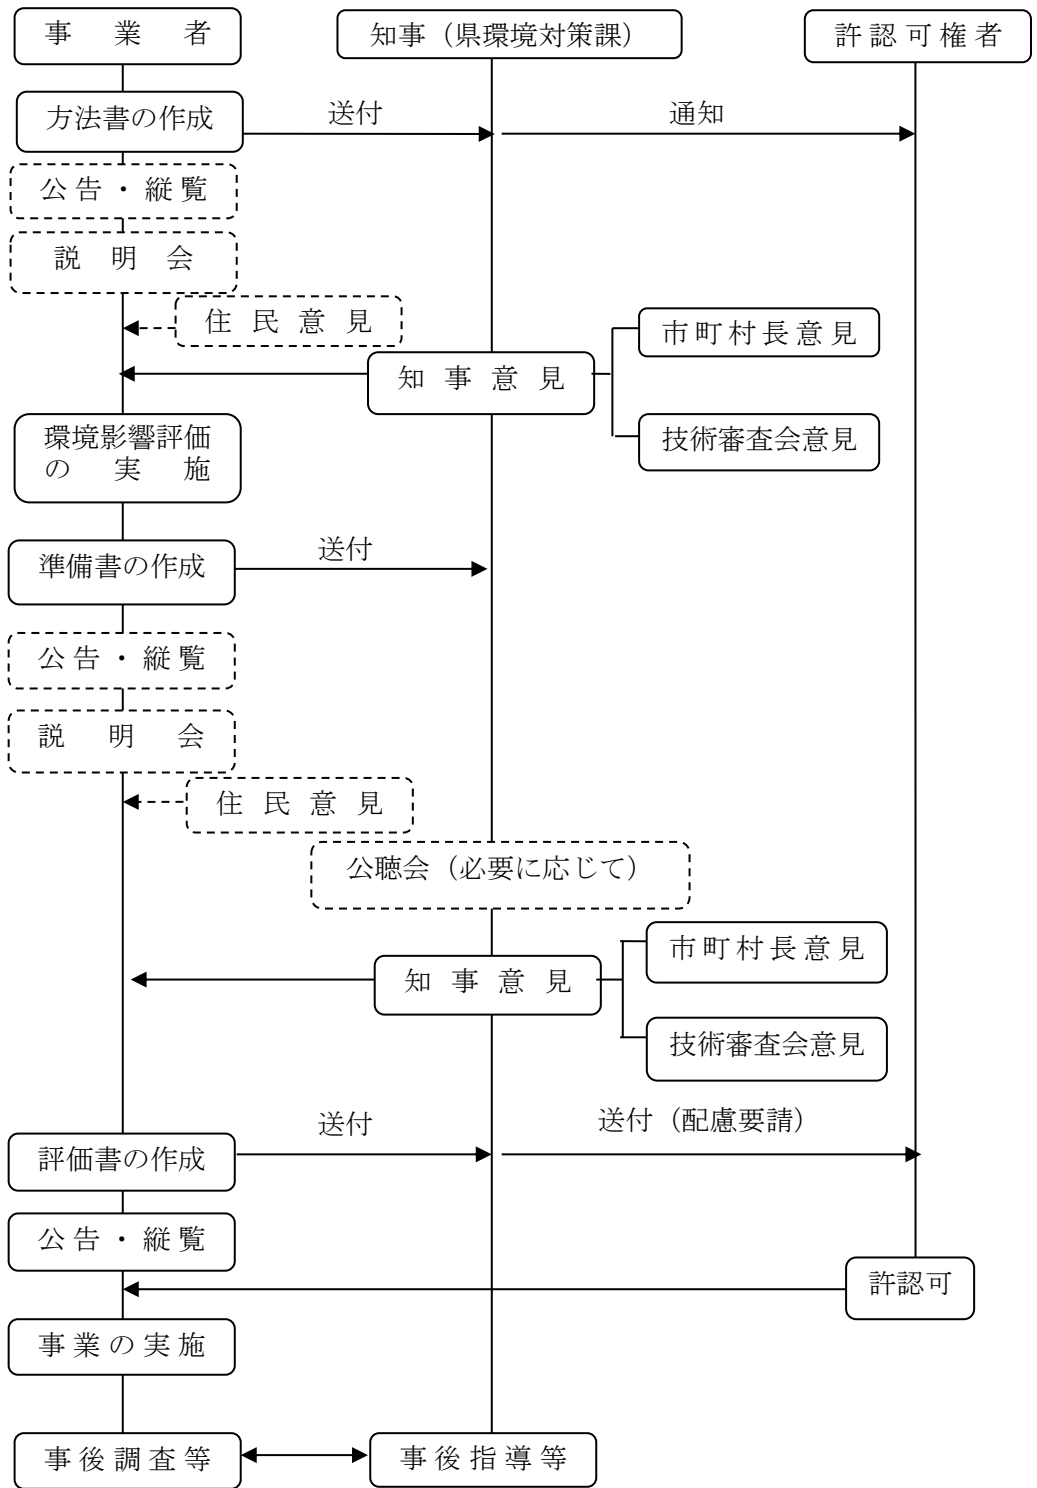 事業者
知事（県環境対策課）
許認可権者
方法書の作成
送付
通知
公告・縦覧
説明会
住民意見
市町村長意見
知事意見
技術審査会意見
環境影響評価
の実施
準備書の作成
送付
公告・縦覧
説明会
住民意見
公聴会（必要に応じて）
市町村長意見
知事意見
技術審査会意見
評価書の作成
送付
送付（配慮要請）
公告・縦覧
許認可
事業の実施
事後調査等
事後指導等